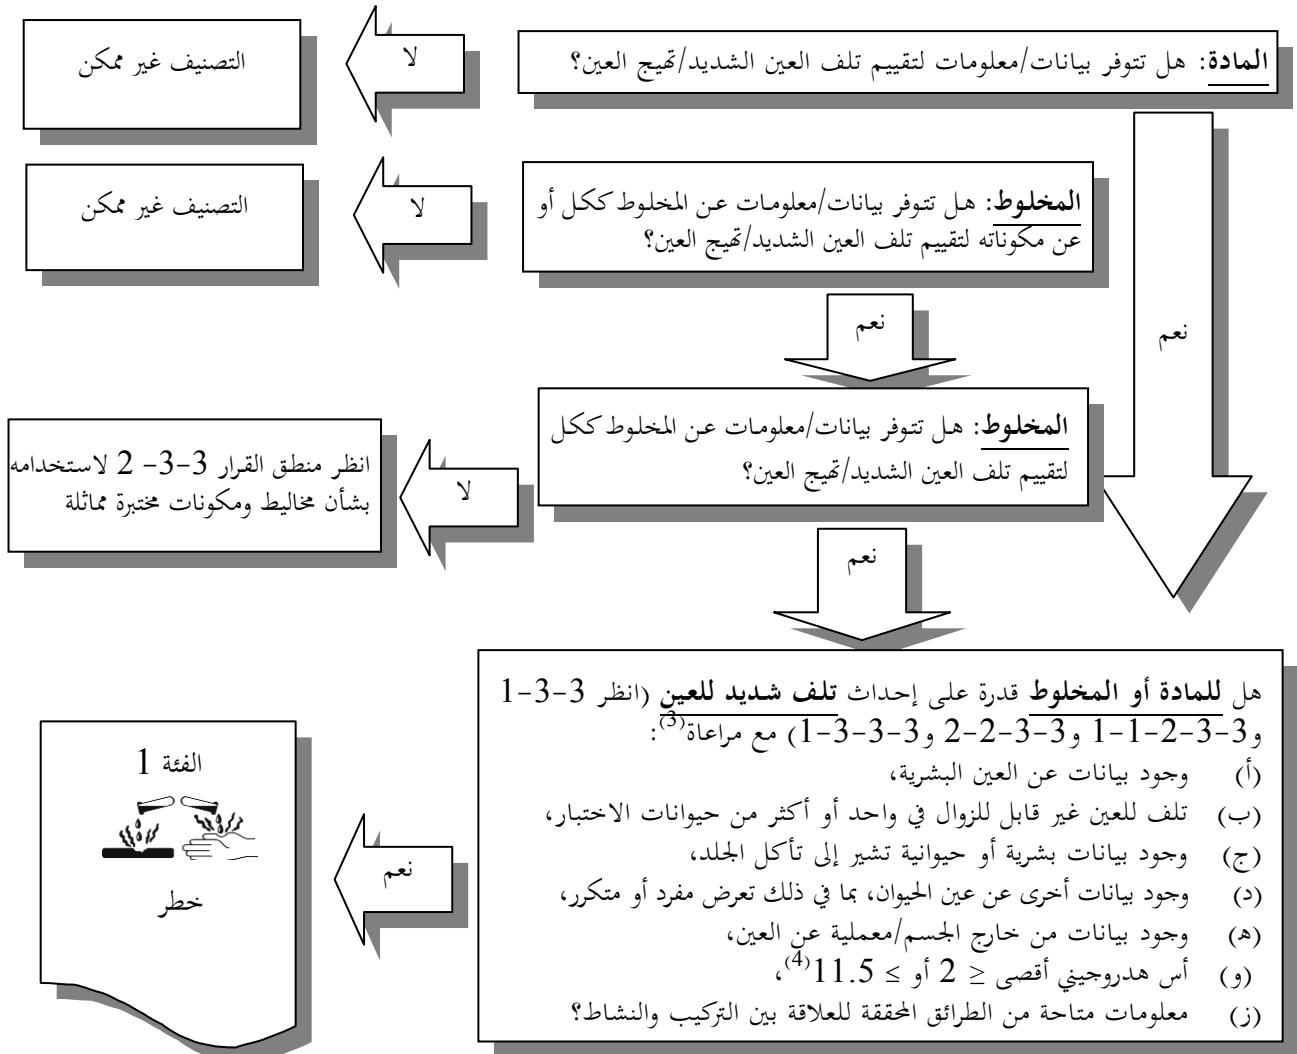 المادة: هل تتوفر بيانات/معلومات لتقييم تلف العين الشديد/تهيج العين؟
لا
التصنيف غير ممكن
المخلوط: هل تتوفر بيانات/معلومات عن المخلوط ككل أو
عن مكوناته لتقييم تلف العين الشديد/تهيج العين؟
لا
التصنيف غير ممكن
نعم
نعم
المخلوط: هل تتوفر بيانات/معلومات عن المخلوط ككل
لتقييم تلف العين الشديد/تهيج العين؟
لا
انظر منطق القرار 3-3- 2 لاستخدامه
بشأن مخاليط ومكونات مختبرة مماثلة
نعم
هل للمادة أو المخلوط قدرة على إحداث تلف شديد للعين (انظر 3-3-1
و3-3-2-1-1 و3-3-2-2 و3-3-3-1) مع مراعاة(3):
(أ) وجود بيانات عن العين البشرية،
(ب) تلف للعين غير قابل للزوال في واحد أو أكثر من حيوانات الاختبار،
(ج) وجود بيانات بشرية أو حيوانية تشير إلى تأكل الجلد،
(د) وجود بيانات أخرى عن عين الحيوان، بما في ذلك تعرض مفرد أو متكرر،
(ه) وجود بيانات من خارج الجسم/معملية عن العين،
(و) أس هدروجيني أقصى ≥ 2 أو ≤ 11.5(4)،
(ز) معلومات متاحة من الطرائق المحققة للعلاقة بين التركيب والنشاط؟
نعم
الفئة 1
خطر